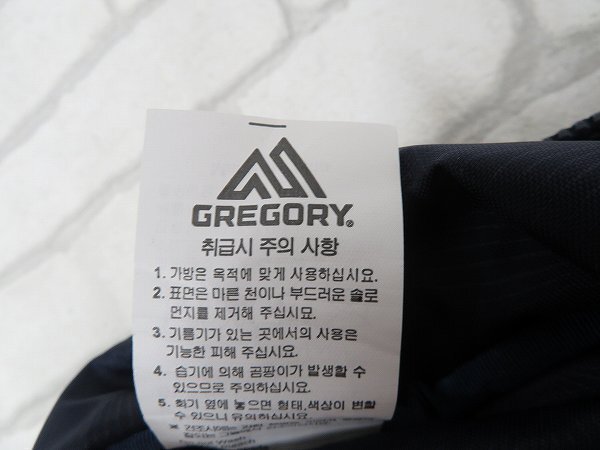 GREGORY®
취급시 주의 사항
1. 가방은 목적에 맞게 사용하십시요.
2. 표면은 마른 천이나 부드러운 솔로
먼지를 제거해 주십시묘.
3. 기름기가 있는 곳에서의 사용은
기능한 피해 주십시요.
4. 습기에 의해 곰팡이가 발생할 수
있으므로 주의하십시요.
5. 화기 옆에 놓으면 형태,색상이 변할
수 있으니 유의하십시요.